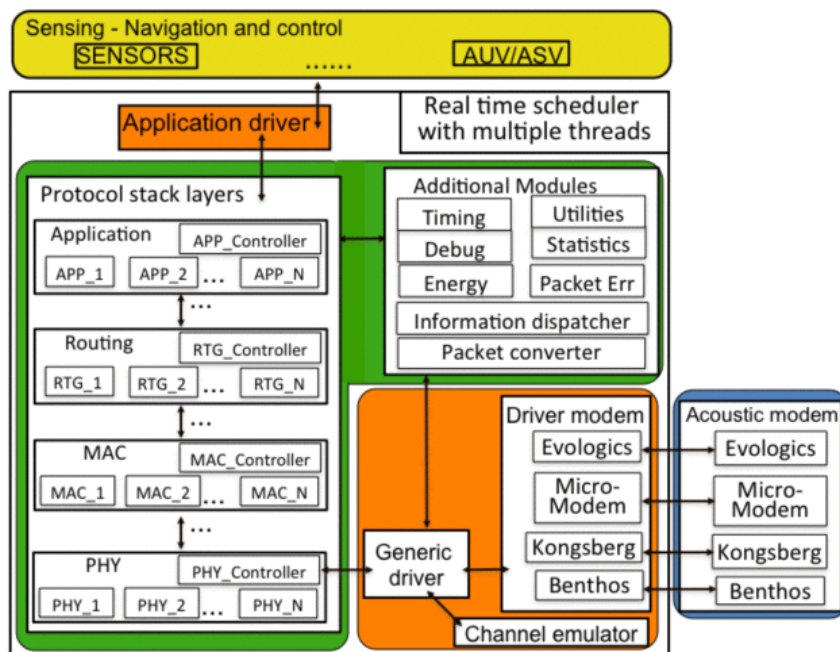 Sensing - Navigation and control
SENSORS
......
AUV/ASV
Application driver
Real time scheduler
with multiple threads
Protocol stack layers
Application
APP_Controller
APP_1
APP_2
...
APP_N
...
Routing
RTG_Controller
RTG_1
RTG_2
...
RTG_N
...
MAC
MAC_Controller
MAC_1
MAC_2
...
MAC_N
...
PHY
PHY_Controller
PHY_1
PHY_2
...
PHY_N
Additional Modules
Timing
Utilities
Debug
Statistics
Energy
Packet Err
Information dispatcher
Packet converter
Generic
driver
Driver modem
Evologics
Micro-
Modem
Kongsberg
Benthos
Channel emulator
Acoustic modem
Evologics
Micro-
Modem
Kongsberg
Benthos